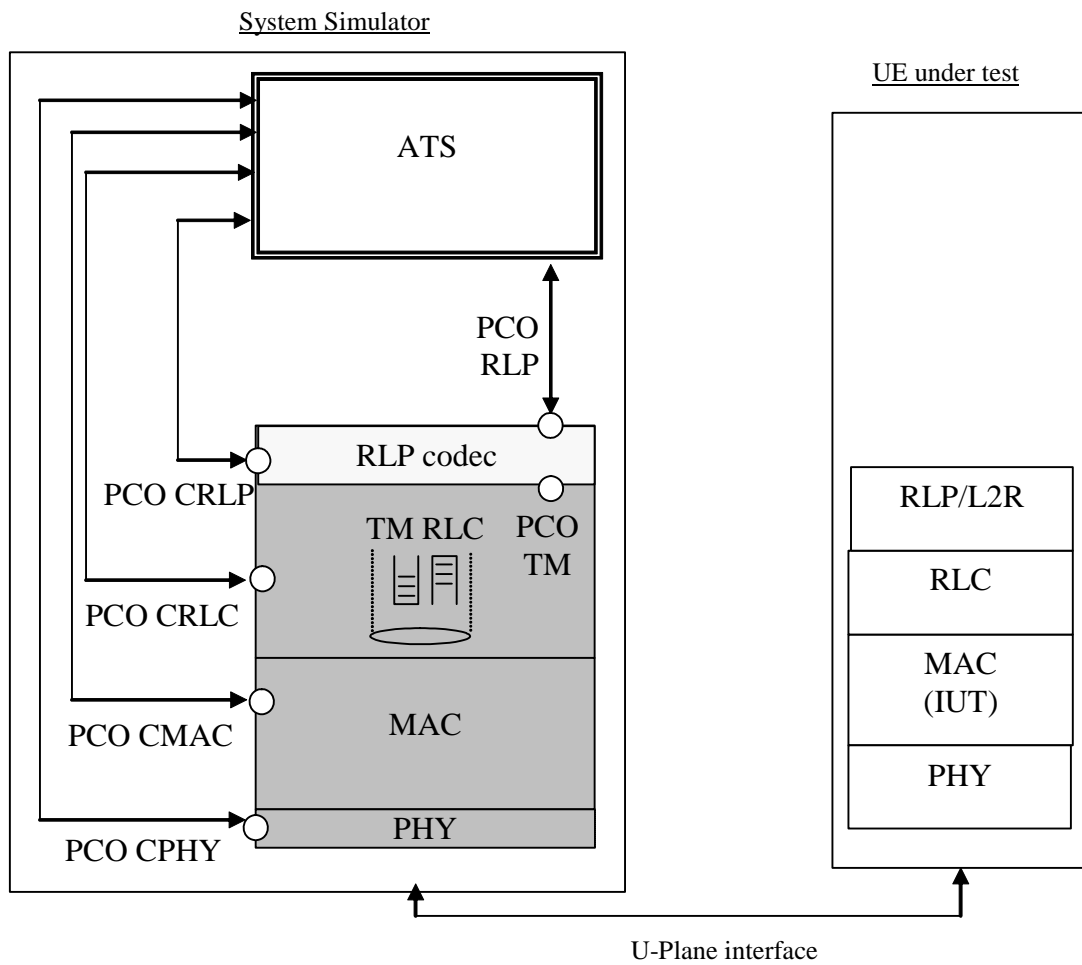 System Simulator
UE under test
ATS
PCO
RLP
RLP codec
PCO CRLP
TM RLC
PCO
TM
PCO CRLC
MAC
PCO CMAC
PHY
PCO CPHY
RLP/L2R
RLC
MAC
(IUT)
PHY
U-Plane interface